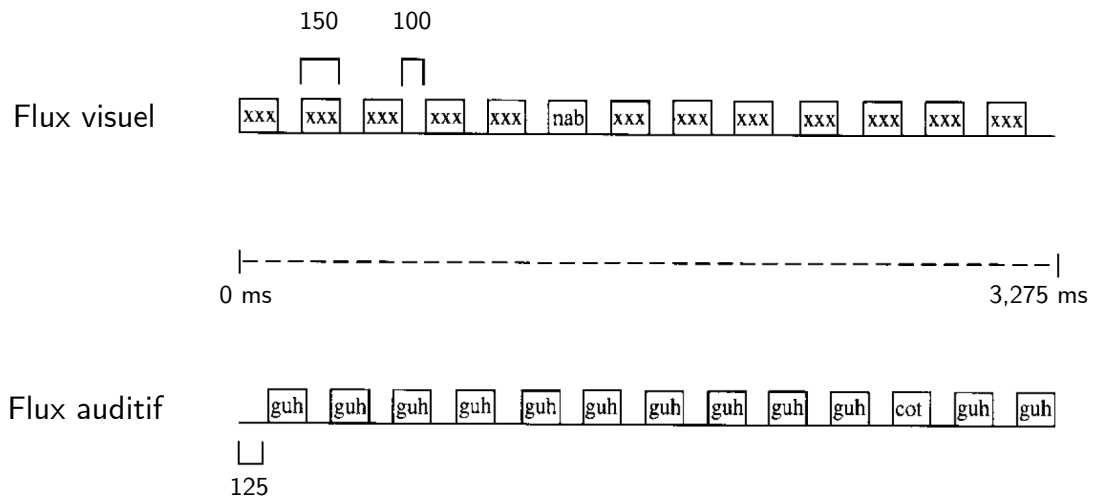 150 100
Flux visuel xxx xxx xxx xxx xxx nab xxx xxx xxx xxx xxx xxx xxx
0 ms 3,275 ms
Flux auditif guh guh guh guh guh guh guh guh guh guh cot guh guh
125